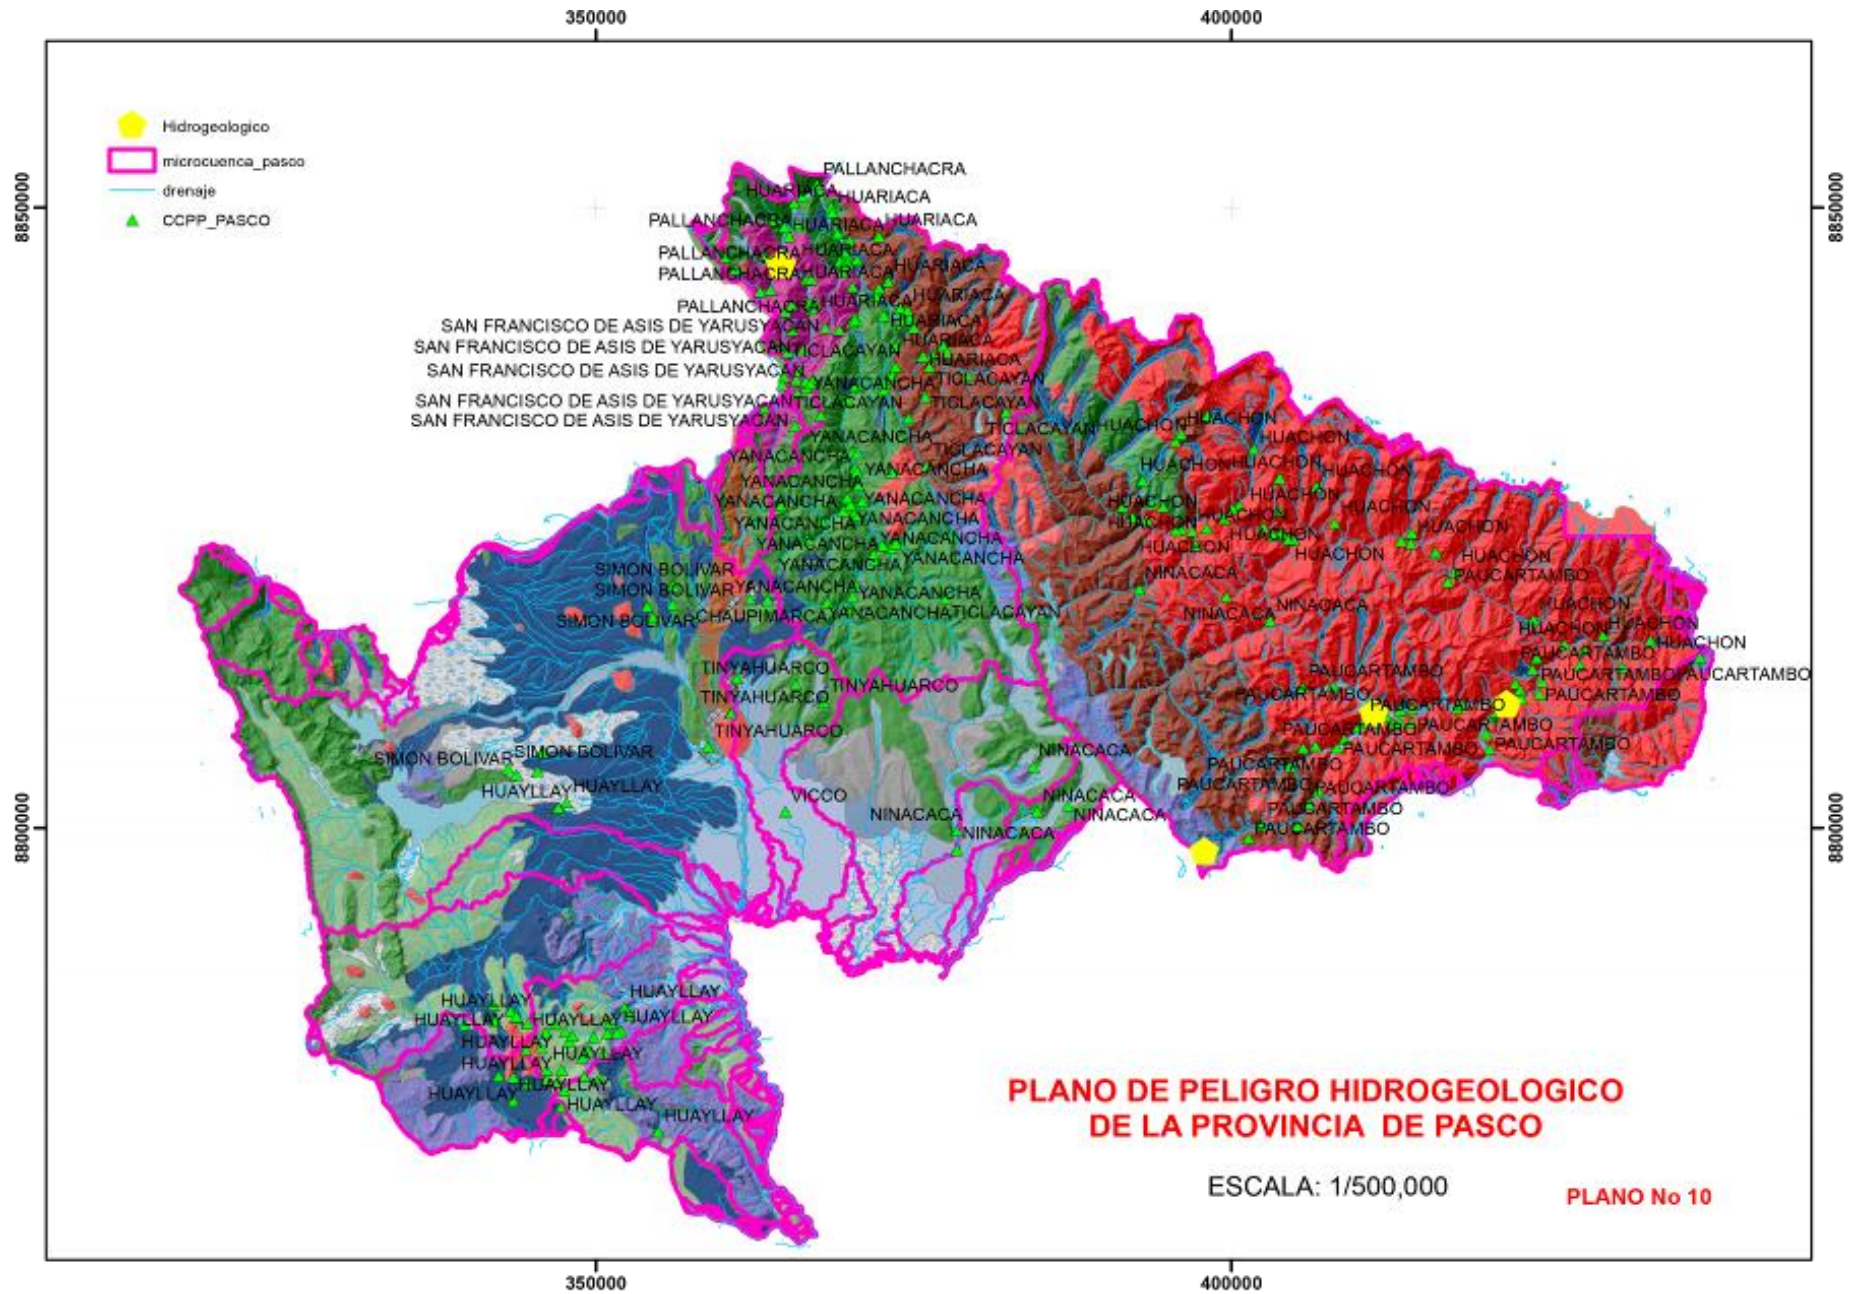 350000
400000
8850000
8850000
Hidrogeologico
microcuenca_pasco
drenaje
CCPP_PASCO
PALLANCHACRA
HUARIACA
HUARIACA
PALLANCHACRA
HUARIACA
HUARIACA
PALLANCHACRA
HUARIACA
PALLANCHACRA
HUARIACA
HUARIACA
PALLANCHACRA
HUARIACA
HUARIACA
SAN FRANCISCO DE ASIS DE YARUSYACAN
HUARIACA
SAN FRANCISCO DE ASIS DE YARUSYACAN
TICLACAYAN
HUARIACA
HUARIACA
SAN FRANCISCO DE ASIS DE YARUSYACAN
YANACANCHA
TICLACAYAN
SAN FRANCISCO DE ASIS DE YARUSYACAN
TICLACAYAN
TICLACAYAN
SAN FRANCISCO DE ASIS DE YARUSYACAN
TICLACAYAN
HUACHON
HUACHON
YANACANCHA
HUACHON
YANACANCHA
TICLACAYAN
YANACANCHA
HUACHON
HUACHON
HUACHON
YANACANCHA
YANACANCHA
YANACANCHA
HUACHON
HUACHON
HUACHON
YANACANCHA
YANACANCHA
HUACHON
HUACHON
HUACHON
YANACANCHA
YANACANCHA
HUACHON
HUACHON
HUACHON
HUACHON
SIMON BOLIVAR
YANACANCHA
NINACACA
PAUCARTAMBO
SIMON BOLIVAR
YANACANCHA
YANACANCHA
NINACACA
NINACACA
HUACHON
SIMON BOLIVAR
CHAUPIMARCA
YANACANCHA
TICLACAYAN
HUACHON
HUACHON
HUACHON
TINYAHUARCO
PAUCARTAMBO
PAUCARTAMBO
PAUCARTAMBO
PAUCARTAMBO
TINYAHUARCO
TINYAHUARCO
PAUCARTAMBO
PAUCARTAMBO
PAUCARTAMBO
TINYAHUARCO
PAUCARTAMBO
PAUCARTAMBO
SIMON BOLIVAR
SIMON BOLIVAR
NINACACA
PAUCARTAMBO
PAUCARTAMBO
PAUCARTAMBO
HUAYLLAY
HUAYLLAY
VICCO
NINACACA
PAUCARTAMBO
PAUCARTAMBO
NINACACA
NINACACA
PAUCARTAMBO
NINACACA
PAUCARTAMBO
8800000
8800000
HUAYLLAY
HUAYLLAY
HUAYLLAY
HUAYLLAY
HUAYLLAY
HUAYLLAY
HUAYLLAY
HUAYLLAY
HUAYLLAY
HUAYLLAY
HUAYLLAY
HUAYLLAY
PLANO DE PELIGRO HIDROGEOLOGICO
DE LA PROVINCIA DE PASCO
ESCALA: 1/500,000
PLANO No 10
350000
400000